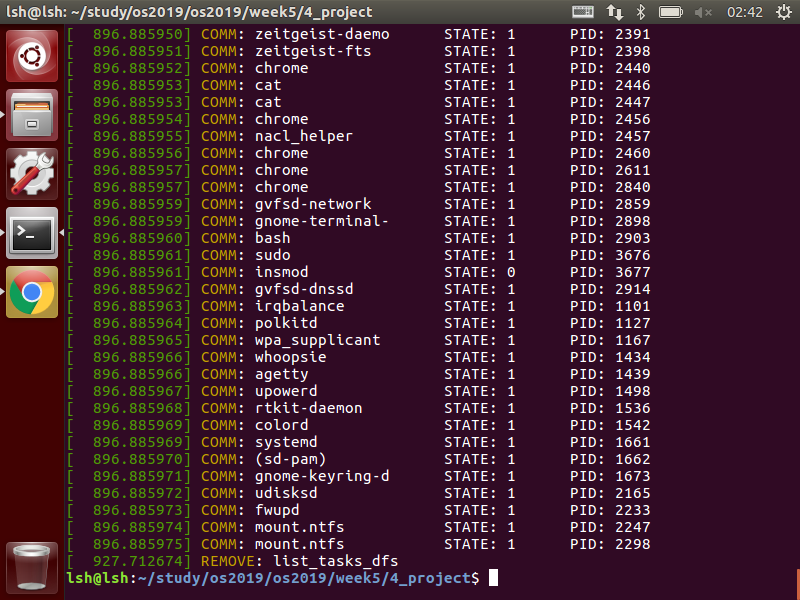 lsh@lsh: ~/study/os2019/os2019/week5/4_project 02:42
[  896.885950] COMM: zeitgeist-daemo STATE: 1 PID: 2391
[  896.885951] COMM: zeitgeist-fts STATE: 1 PID: 2398
[  896.885952] COMM: chrome STATE: 1 PID: 2440
[  896.885953] COMM: cat STATE: 1 PID: 2446
[  896.885953] COMM: cat STATE: 1 PID: 2447
[  896.885954] COMM: chrome STATE: 1 PID: 2456
[  896.885955] COMM: nacl_helper STATE: 1 PID: 2457
[  896.885956] COMM: chrome STATE: 1 PID: 2460
[  896.885957] COMM: chrome STATE: 1 PID: 2611
[  896.885957] COMM: chrome STATE: 1 PID: 2840
[  896.885959] COMM: gvfsd-network STATE: 1 PID: 2859
[  896.885959] COMM: gnome-terminal- STATE: 1 PID: 2898
[  896.885960] COMM: bash STATE: 1 PID: 2903
[  896.885961] COMM: sudo STATE: 1 PID: 3676
[  896.885961] COMM: insmod STATE: 0 PID: 3677
[  896.885962] COMM: gvfsd-dnssd STATE: 1 PID: 2914
[  896.885963] COMM: irqbalance STATE: 1 PID: 1101
[  896.885964] COMM: polkitd STATE: 1 PID: 1127
[  896.885965] COMM: wpa_supplicant STATE: 1 PID: 1167
[  896.885966] COMM: whoopsie STATE: 1 PID: 1434
[  896.885966] COMM: agetty STATE: 1 PID: 1439
[  896.885967] COMM: upowerd STATE: 1 PID: 1498
[  896.885968] COMM: rtkit-daemon STATE: 1 PID: 1536
[  896.885969] COMM: colord STATE: 1 PID: 1542
[  896.885969] COMM: systemd STATE: 1 PID: 1661
[  896.885970] COMM: (sd-pam) STATE: 1 PID: 1662
[  896.885971] COMM: gnome-keyring-d STATE: 1 PID: 1673
[  896.885972] COMM: udisksd STATE: 1 PID: 2165
[  896.885973] COMM: fwupd STATE: 1 PID: 2233
[  896.885974] COMM: mount.ntfs STATE: 1 PID: 2247
[  896.885975] COMM: mount.ntfs STATE: 1 PID: 2298
[  927.712674] REMOVE: list_tasks_dfs
lsh@lsh:~/study/os2019/os2019/week5/4_project$